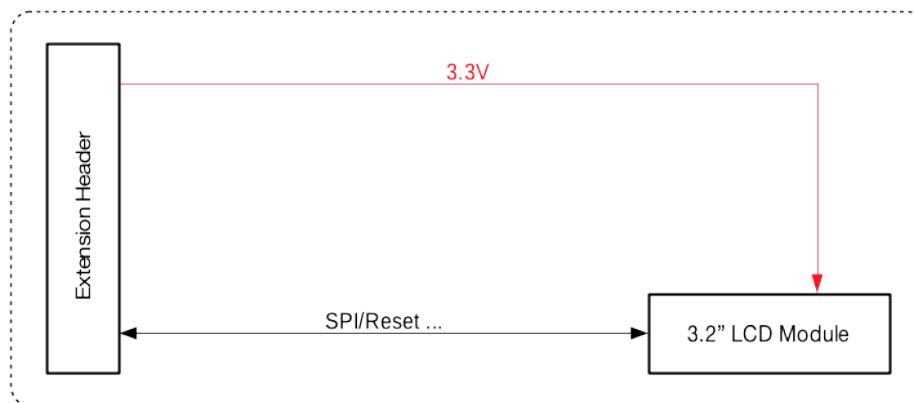 3.3V
Extension Header
SPI/Reset ...
3.2” LCD Module